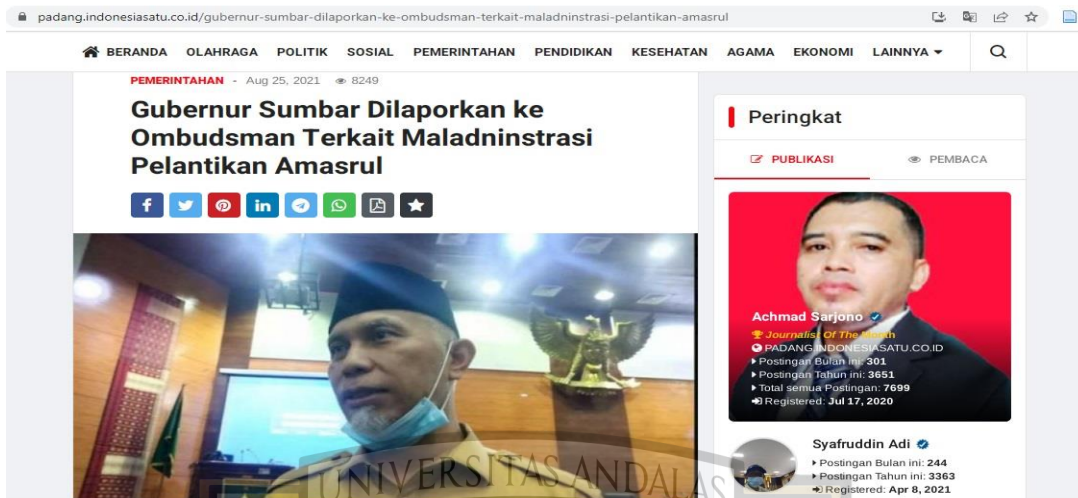 padang.indonesiasatu.co.id/gubernur-sumbar-dilaporkan-ke-ombudsman-terkait-maladninstrasi-pelantikan-amasrul
BERANDA OLAHRAGA POLITIK SOSIAL PEMERINTAHAN PENDIDIKAN KESEHATAN AGAMA EKONOMI LAINNYA
PEMERINTAHAN - Aug 25, 2021 8249
Gubernur Sumbar Dilaporkan ke
Ombudsman Terkait Maladninstrasi
Pelantikan Amasrul
Peringkat
PUBLIKASI PEMBACA
Achmad Sarjono
Journalist Of The Month
PADANG.INDONESIASATU.CO.ID
Postingan Bulan ini: 301
Postingan Tahun ini: 3651
Total semua Postingan: 7699
Registered: Jul 17, 2020
Syafruddin Adi
Postingan Bulan ini: 244
Postingan Tahun ini: 3363
Registered: Apr 8, 2021
UNIVERSITAS ANDALAS